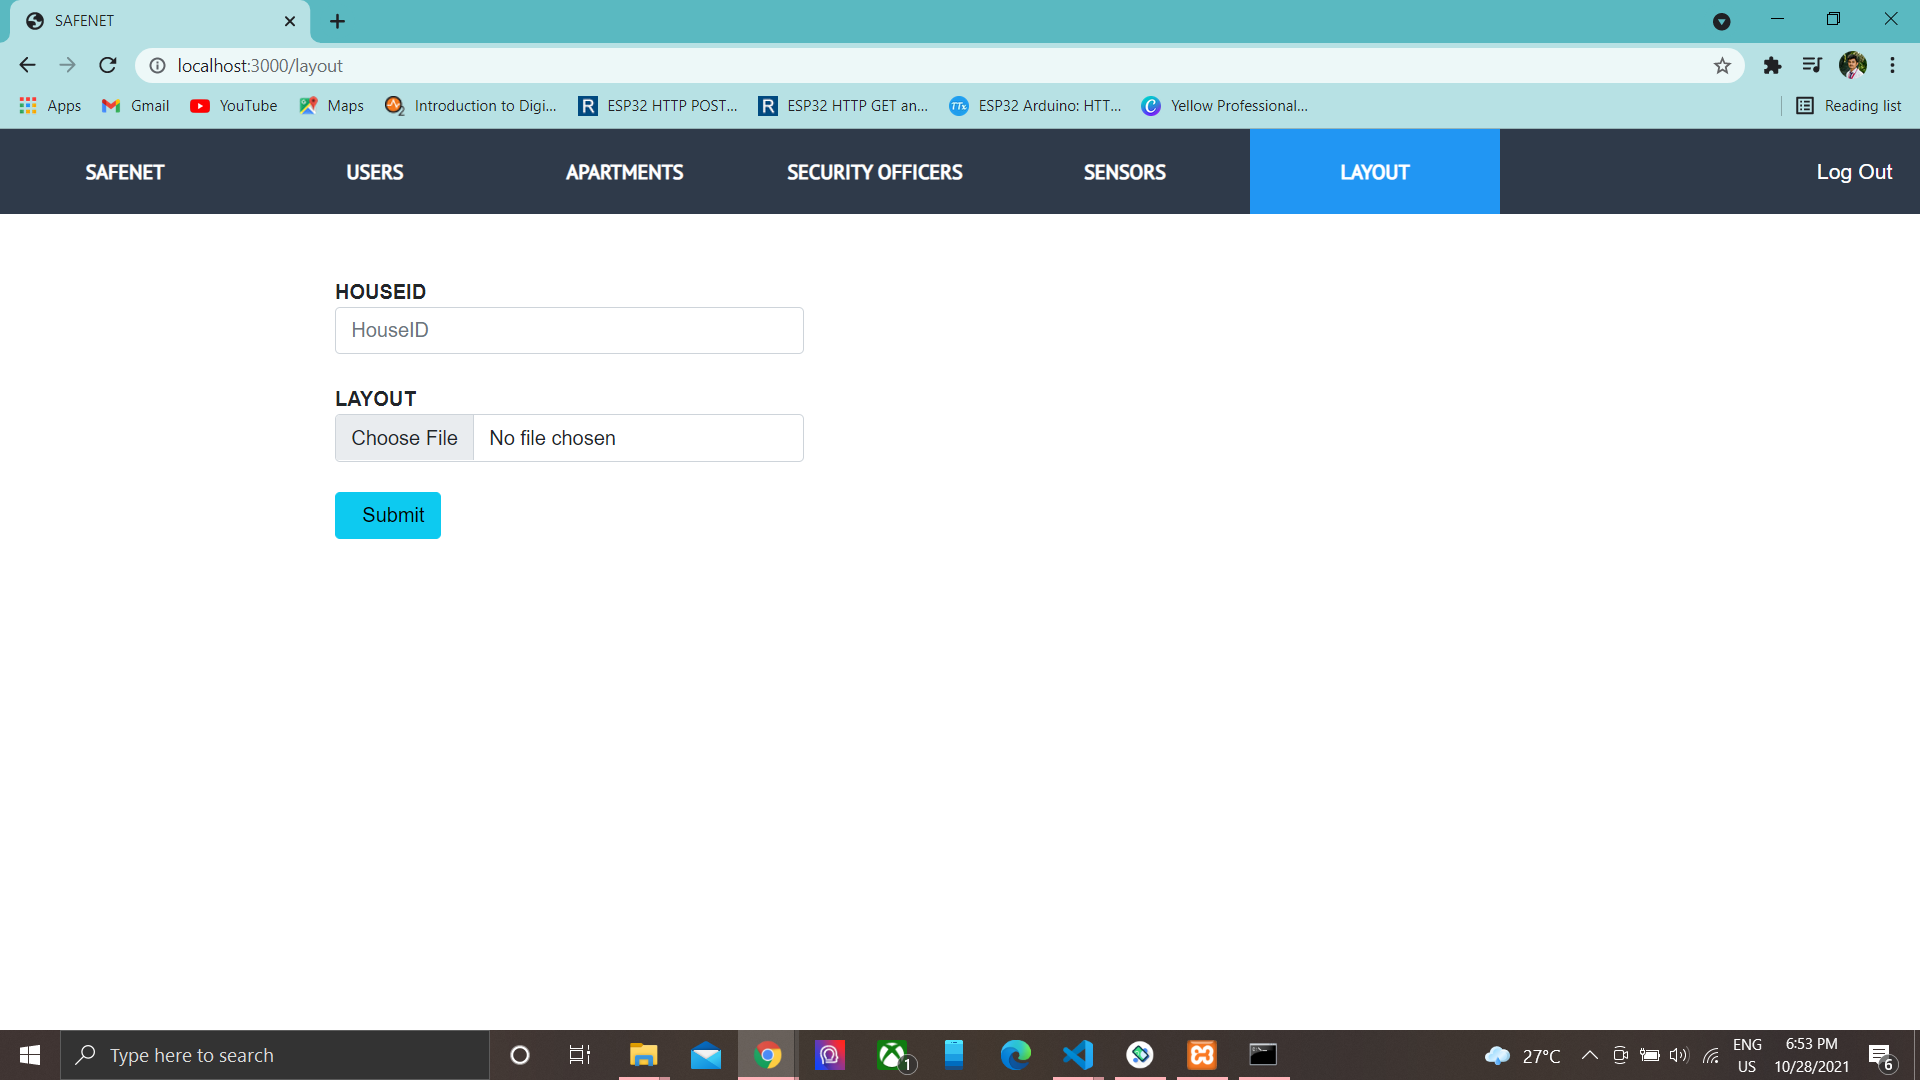 SAFENET
localhost:3000/layout
Apps Gmail YouTube Maps Introduction to Digi... ESP32 HTTP POST... ESP32 HTTP GET an... TTx ESP32 Arduino: HTT... Yellow Professional... Reading list
SAFENET USERS APARTMENTS SECURITY OFFICERS SENSORS LAYOUT Log Out
HOUSEID
HouseID
LAYOUT
Choose File No file chosen
Submit
Type here to search 1 27°C ENG US 6:53 PM 10/28/2021 6